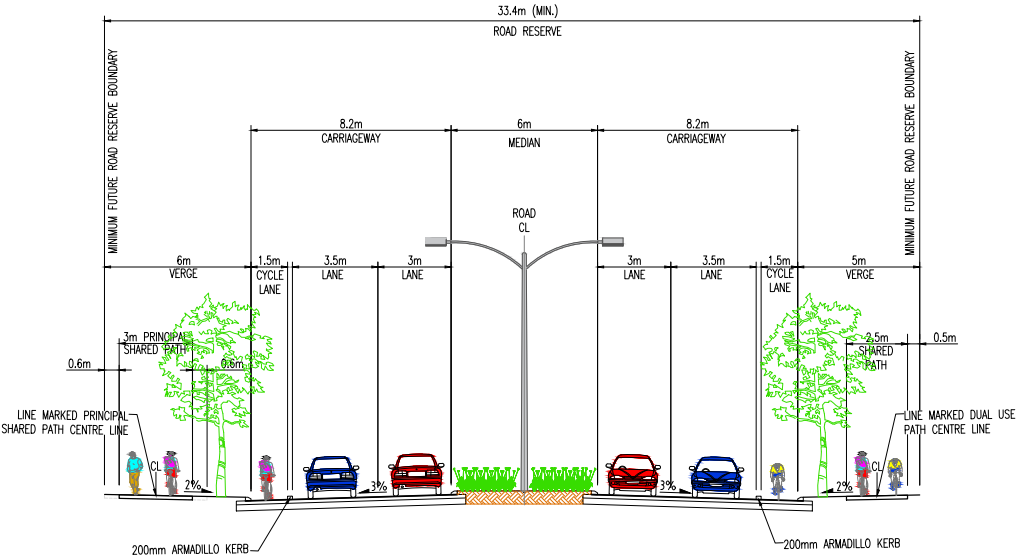 33.4m (MIN.)
ROAD RESERVE
MINIMUM FUTURE ROAD RESERVE BOUNDARY
MINIMUM FUTURE ROAD RESERVE BOUNDARY
8.2m
CARRIAGEWAY
6m
MEDIAN
8.2m
CARRIAGEWAY
ROAD
CL
6m
VERGE
1.5m
CYCLE
LANE
3.5m
LANE
3m
LANE
3m
LANE
3.5m
LANE
1.5m
CYCLE
LANE
5m
VERGE
3m PRINCIPAL
SHARED PATH
0.6m
0.6m
2.5m
SHARED
PATH
0.5m
LINE MARKED PRINCIPAL
SHARED PATH CENTRE LINE
LINE MARKED DUAL USE
PATH CENTRE LINE
CL
2%
3%
3%
2%
CL
200mm ARMADILLO KERB
200mm ARMADILLO KERB